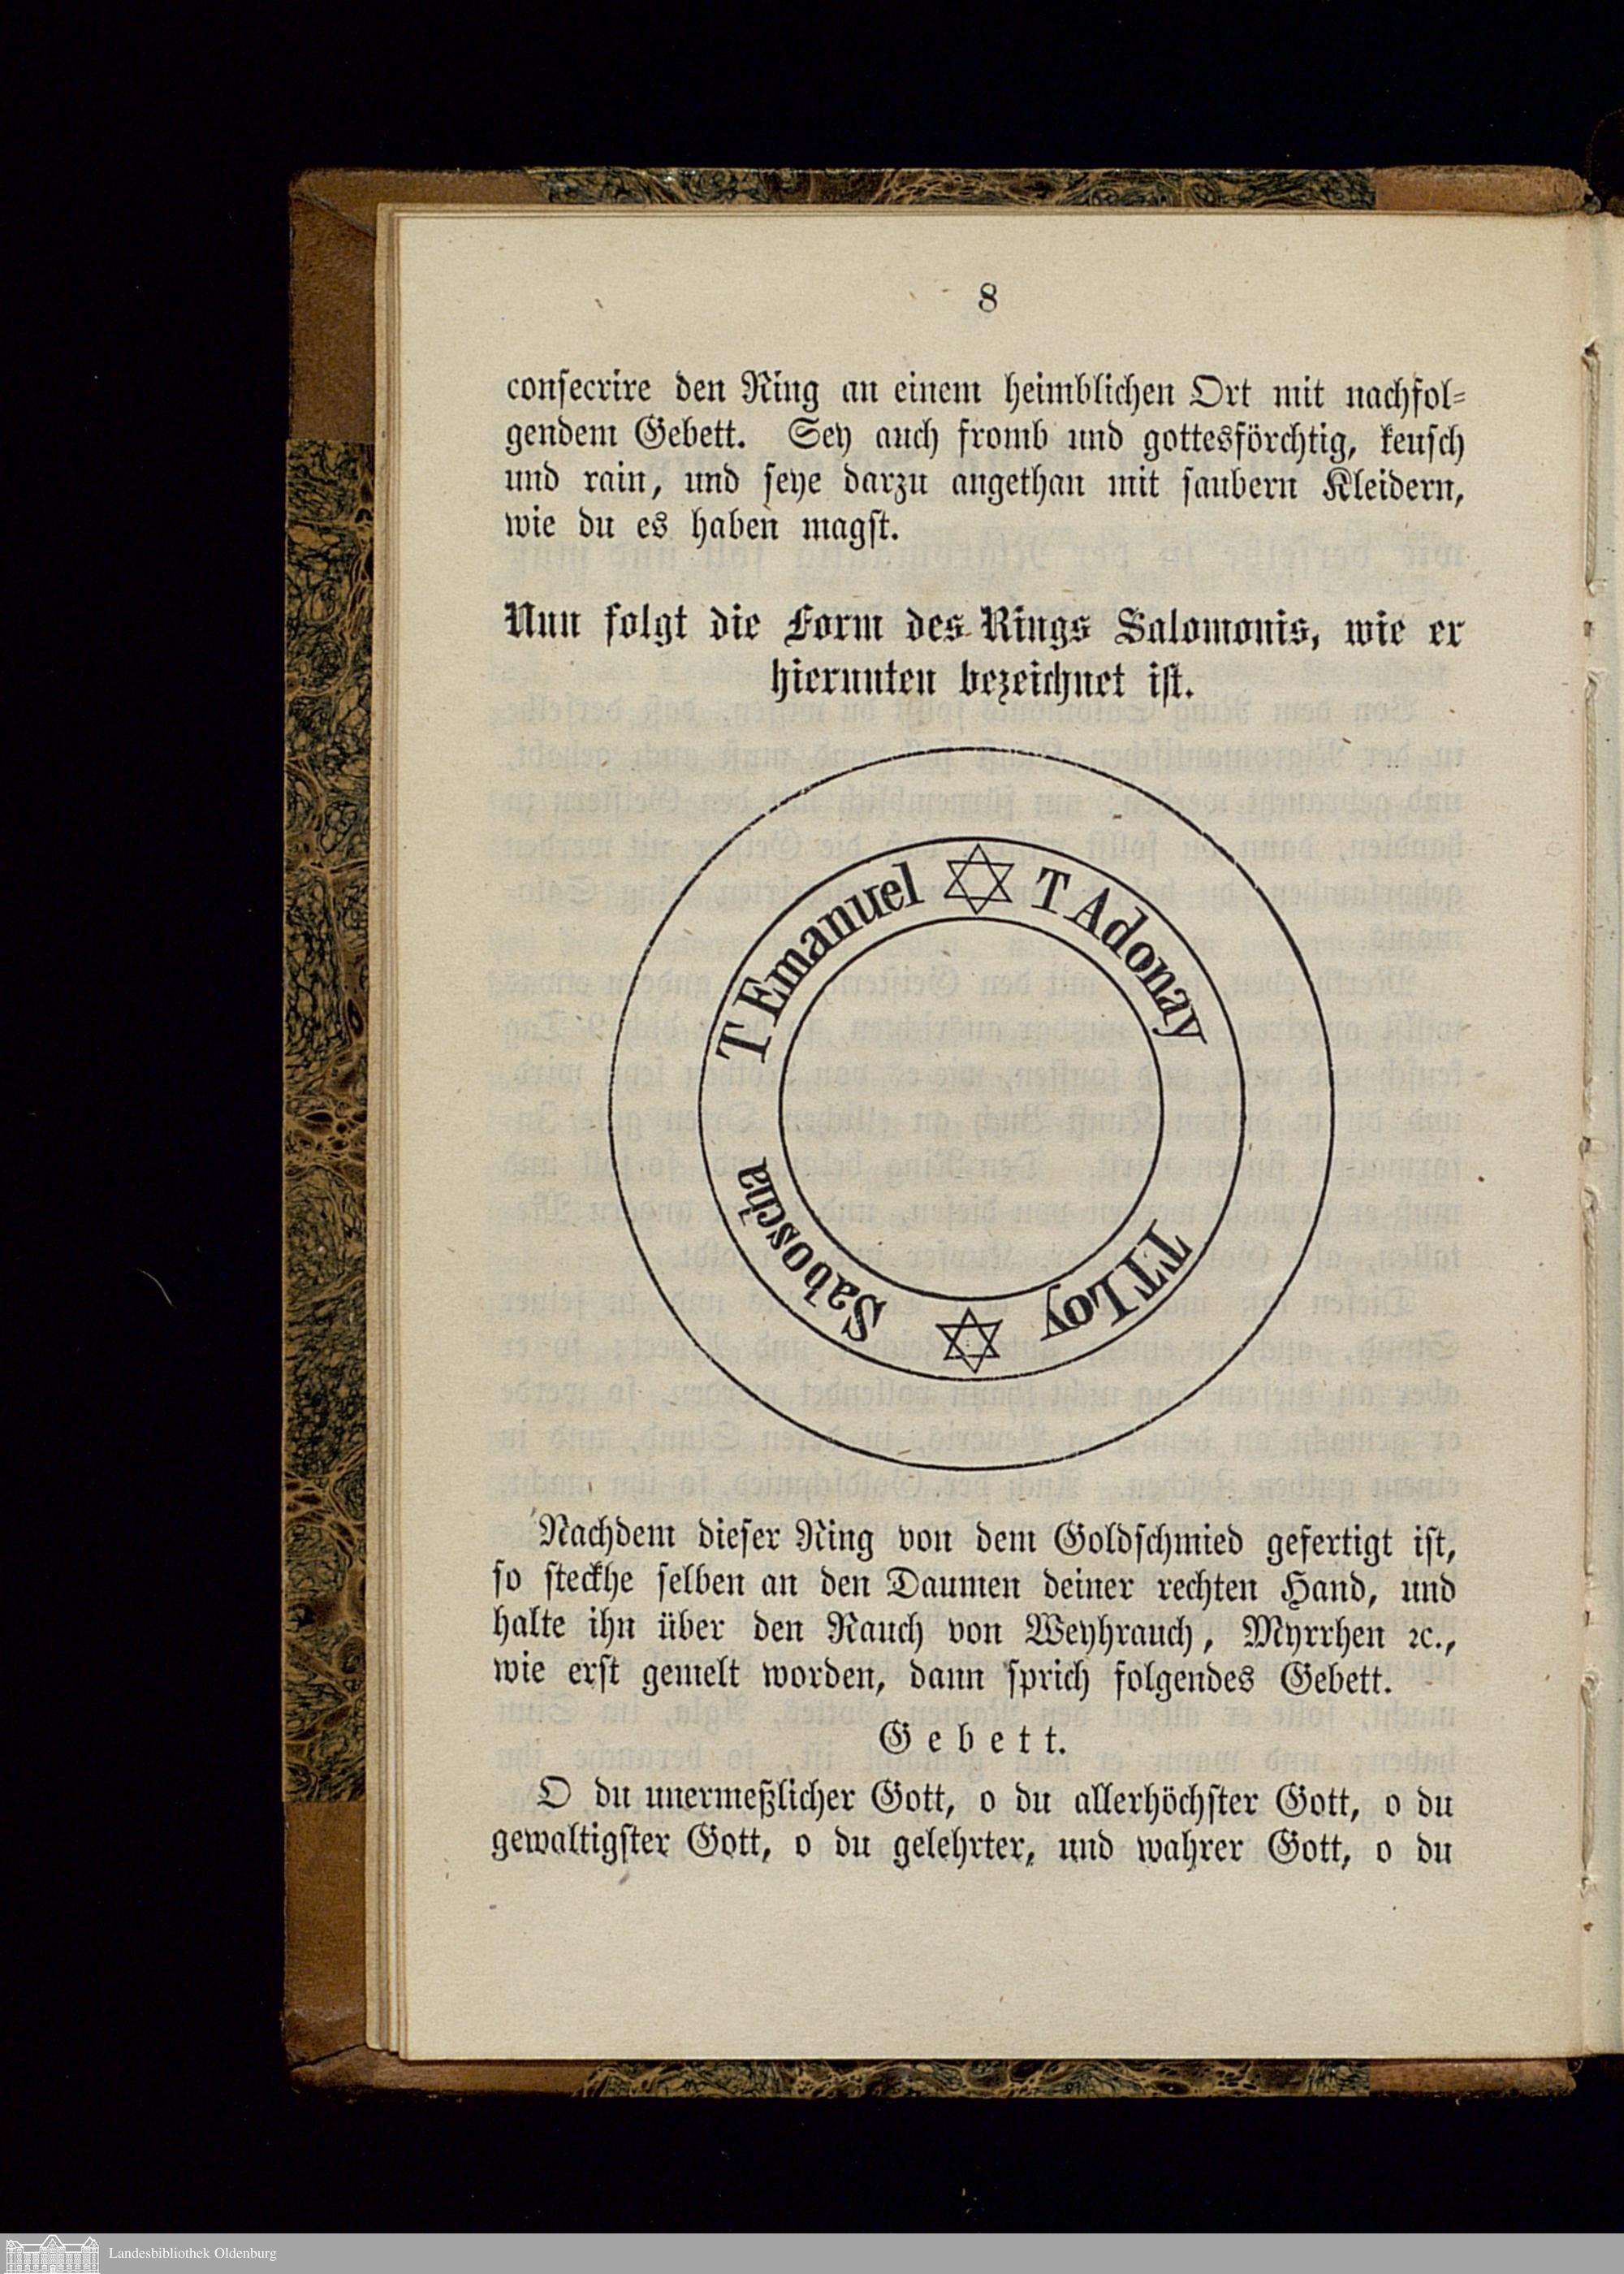 8
consecrire den Ring an einem heimblichen Ort mit nachfol-
gendem Gebett. Sey auch fromb und gottesförchtig, keusch
und rain, und seye darzu angethan mit saubern Kleidern,
wie du es haben magst.
Nun folgt die Form des Rings Salomonis, wie er
hierunten bezeichnet ist.
T Emanuel
T Adonay
TTLoy
Saboscha
Nachdem dieser Ring von dem Goldschmied gefertigt ist,
so steckhe selben an den Daumen deiner rechten Hand, und
halte ihn über den Rauch von Weyhrauch, Myrrhen ꝛc.,
wie erst gemelt worden, dann sprich folgendes Gebett.
Gebett.
O du unermeßlicher Gott, o du allerhöchster Gott, o du
gewaltigster Gott, o du gelehrter, und wahrer Gott, o du
Landesbibliothek Oldenburg